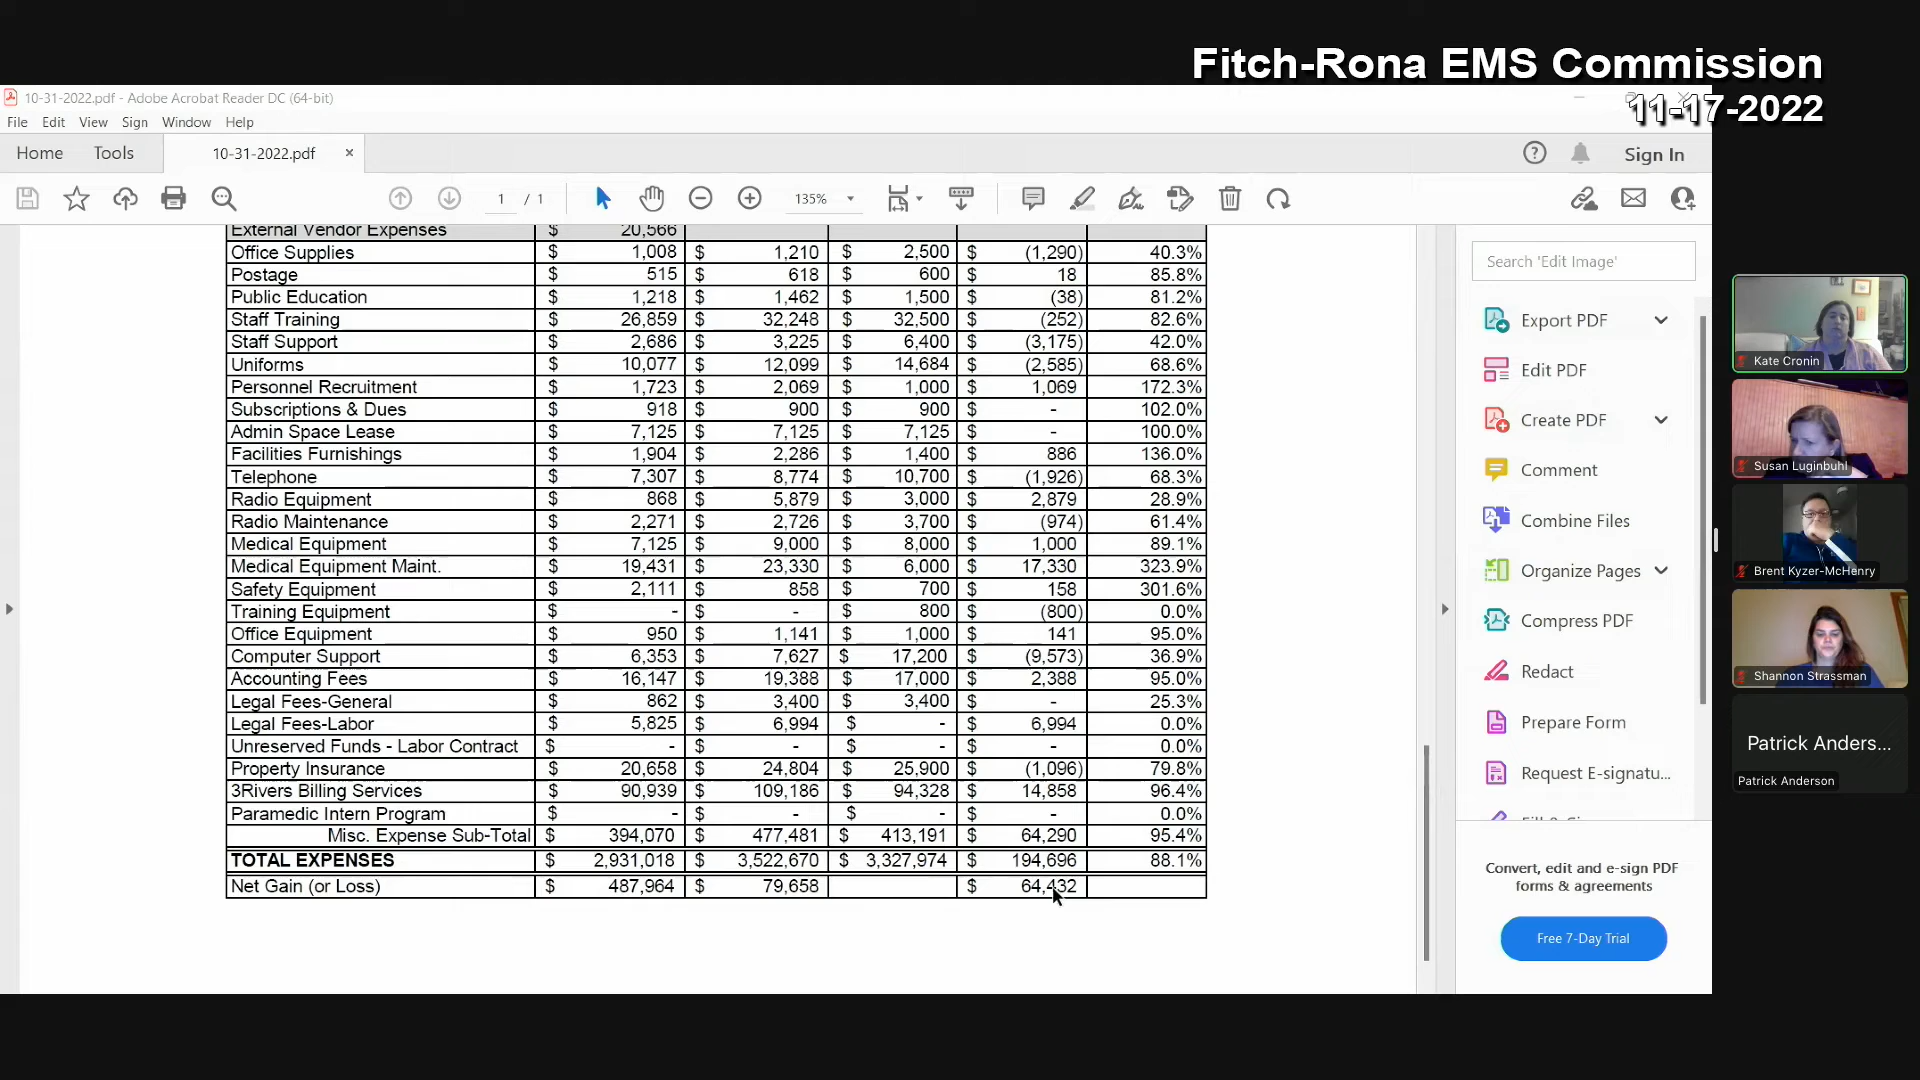 Fitch-Rona EMS Commission
11-17-2022
10-31-2022.pdf - Adobe Acrobat Reader DC (64-bit)
File Edit View Sign Window Help
Home Tools 10-31-2022.pdf × Sign In
1 / 1 135%
External Vendor Expenses $ 20,566
Office Supplies $ 1,008 $ 1,210 $ 2,500 $ (1,290) 40.3%
Postage $ 515 $ 618 $ 600 $ 18 85.8%
Public Education $ 1,218 $ 1,462 $ 1,500 $ (38) 81.2%
Staff Training $ 26,859 $ 32,248 $ 32,500 $ (252) 82.6%
Staff Support $ 2,686 $ 3,225 $ 6,400 $ (3,175) 42.0%
Uniforms $ 10,077 $ 12,099 $ 14,684 $ (2,585) 68.6%
Personnel Recruitment $ 1,723 $ 2,069 $ 1,000 $ 1,069 172.3%
Subscriptions & Dues $ 918 $ 900 $ 900 $ - 102.0%
Admin Space Lease $ 7,125 $ 7,125 $ 7,125 $ - 100.0%
Facilities Furnishings $ 1,904 $ 2,286 $ 1,400 $ 886 136.0%
Telephone $ 7,307 $ 8,774 $ 10,700 $ (1,926) 68.3%
Radio Equipment $ 868 $ 5,879 $ 3,000 $ 2,879 28.9%
Radio Maintenance $ 2,271 $ 2,726 $ 3,700 $ (974) 61.4%
Medical Equipment $ 7,125 $ 9,000 $ 8,000 $ 1,000 89.1%
Medical Equipment Maint. $ 19,431 $ 23,330 $ 6,000 $ 17,330 323.9%
Safety Equipment $ 2,111 $ 858 $ 700 $ 158 301.6%
Training Equipment $ - $ - $ 800 $ (800) 0.0%
Office Equipment $ 950 $ 1,141 $ 1,000 $ 141 95.0%
Computer Support $ 6,353 $ 7,627 $ 17,200 $ (9,573) 36.9%
Accounting Fees $ 16,147 $ 19,388 $ 17,000 $ 2,388 95.0%
Legal Fees-General $ 862 $ 3,400 $ 3,400 $ - 25.3%
Legal Fees-Labor $ 5,825 $ 6,994 $ - $ 6,994 0.0%
Unreserved Funds - Labor Contract $ - $ - $ - $ - 0.0%
Property Insurance $ 20,658 $ 24,804 $ 25,900 $ (1,096) 79.8%
3Rivers Billing Services $ 90,939 $ 109,186 $ 94,328 $ 14,858 96.4%
Paramedic Intern Program $ - $ - $ - $ - 0.0%
Misc. Expense Sub-Total $ 394,070 $ 477,481 $ 413,191 $ 64,290 95.4%
TOTAL EXPENSES $ 2,931,018 $ 3,522,670 $ 3,327,974 $ 194,696 88.1%
Net Gain (or Loss) $ 487,964 $ 79,658 $ 64,432
Search 'Edit Image'
Export PDF
Edit PDF
Create PDF
Comment
Combine Files
Organize Pages
Compress PDF
Redact
Prepare Form
Request E-signatu...
Convert, edit and e-sign PDF
forms & agreements
Free 7-Day Trial
Kate Cronin
Susan Luginbuhl
Brent Kyzer-McHenry
Shannon Strassman
Patrick Anders...
Patrick Anderson